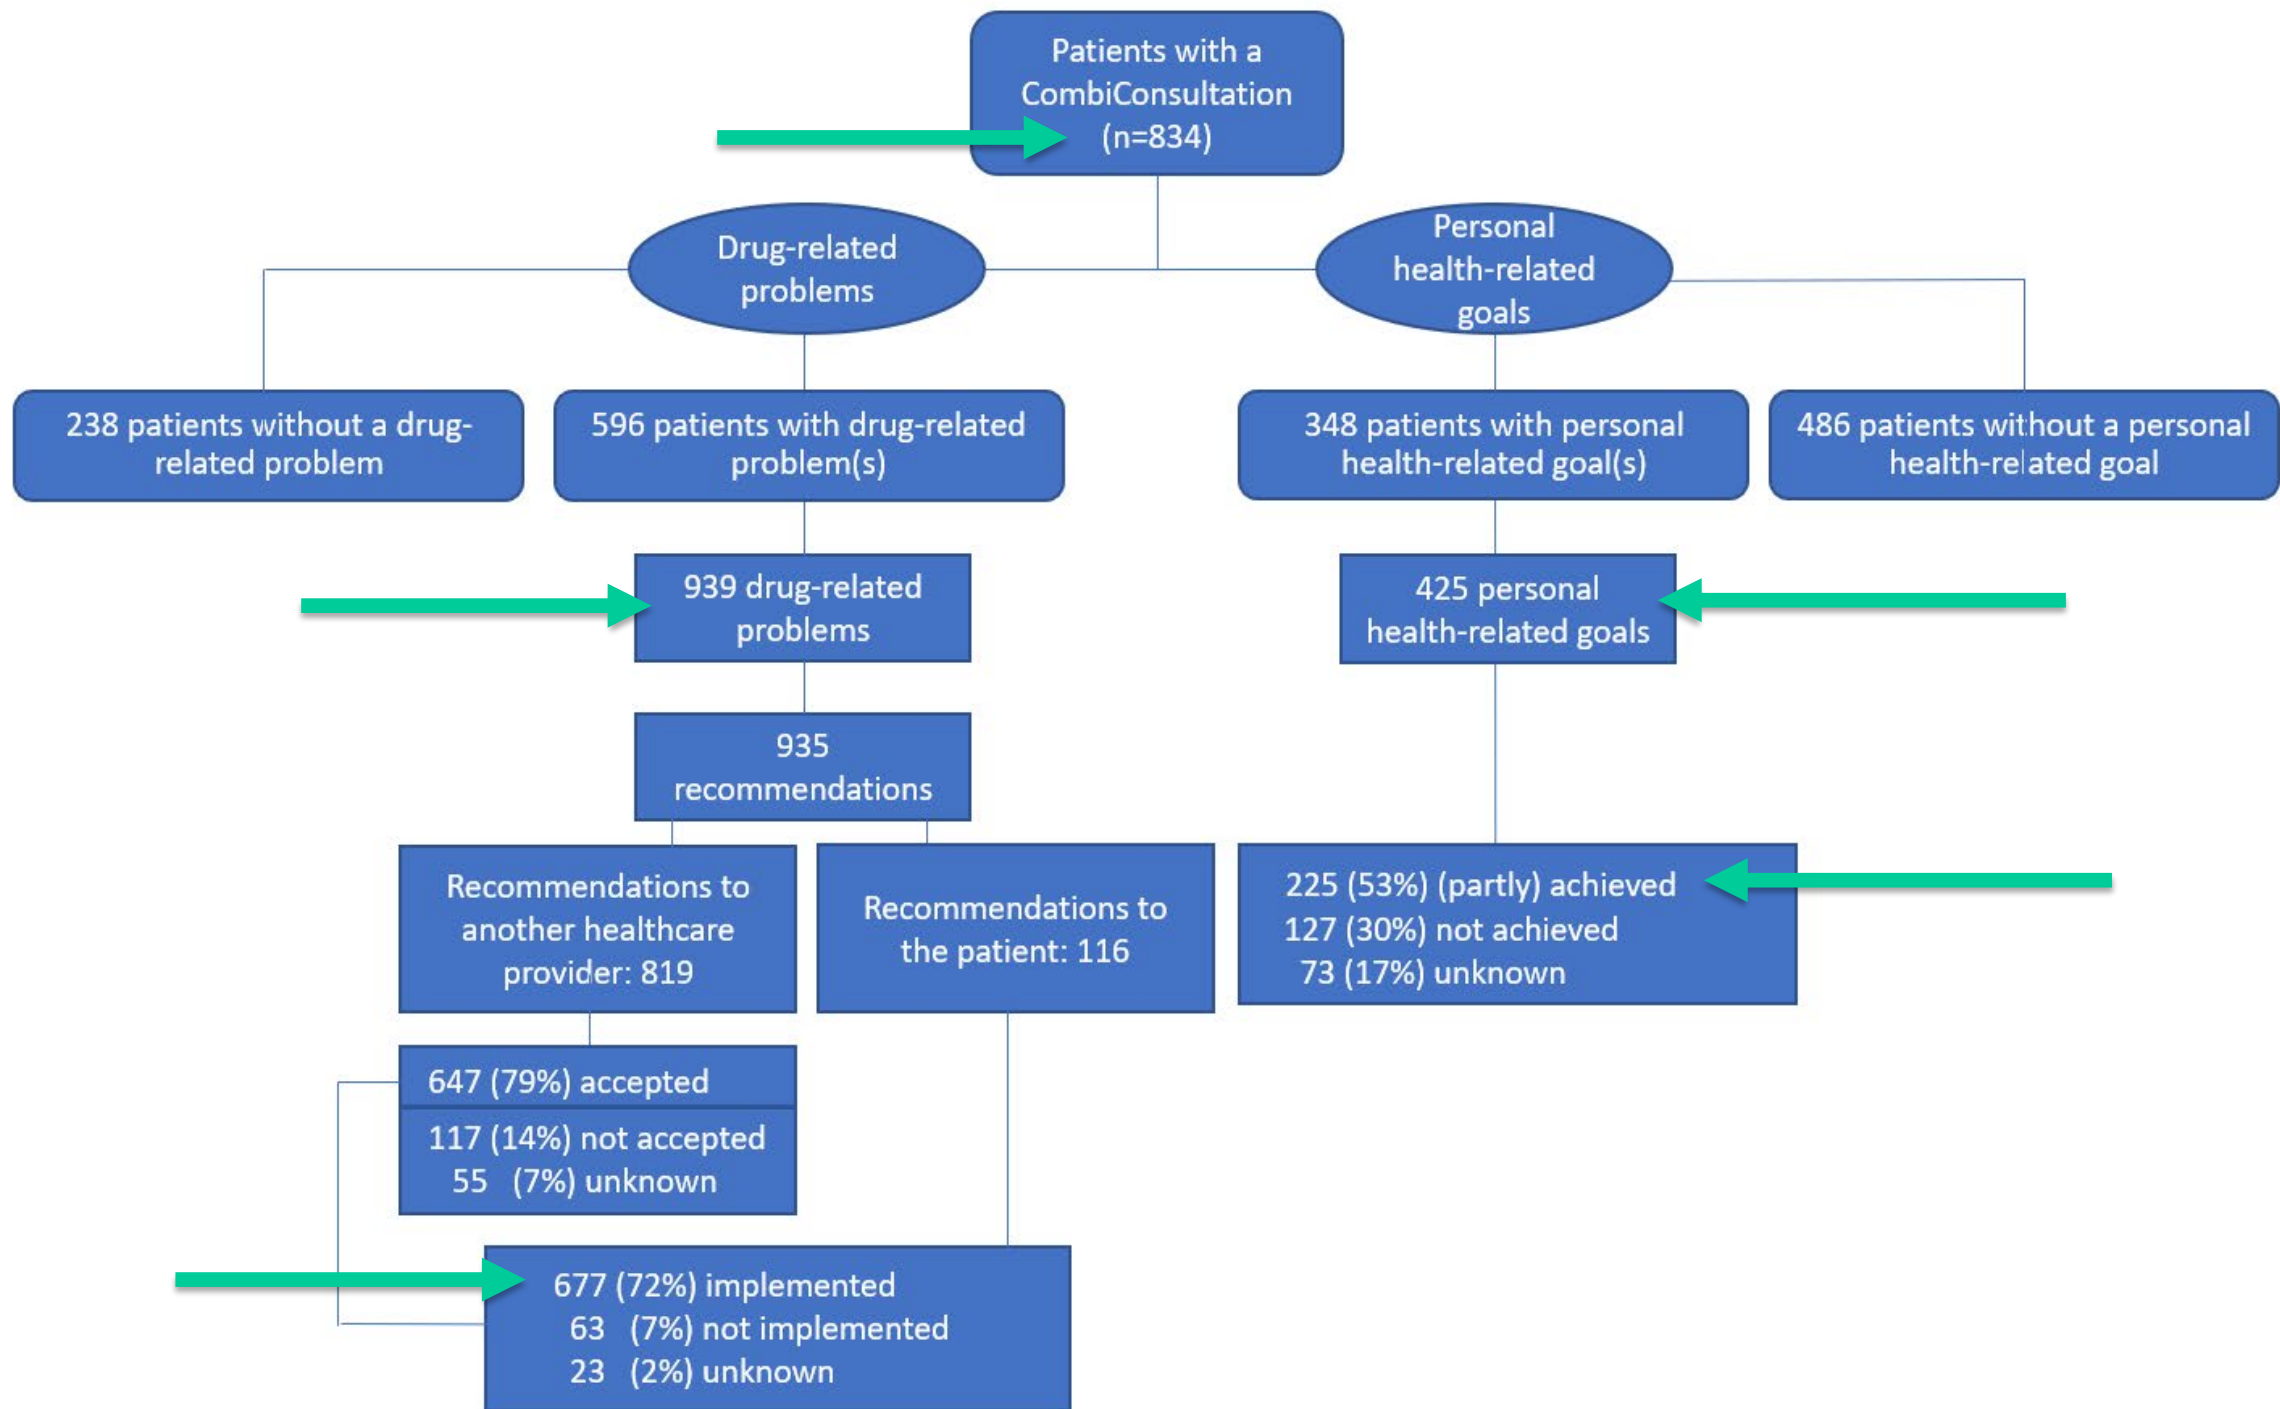 Patients with a
CombiConsultation
(n=834)
Drug-related
problems
Personal
health-related
goals
238 patients without a drug-
related problem
596 patients with drug-related
problem(s)
348 patients with personal
health-related goal(s)
486 patients without a personal
health-related goal
939 drug-related
problems
425 personal
health-related goals
935
recommendations
Recommendations to
another healthcare
provider: 819
Recommendations to
the patient: 116
225 (53%) (partly) achieved
127 (30%) not achieved
73 (17%) unknown
647 (79%) accepted
117 (14%) not accepted
55 (7%) unknown
677 (72%) implemented
63 (7%) not implemented
23 (2%) unknown